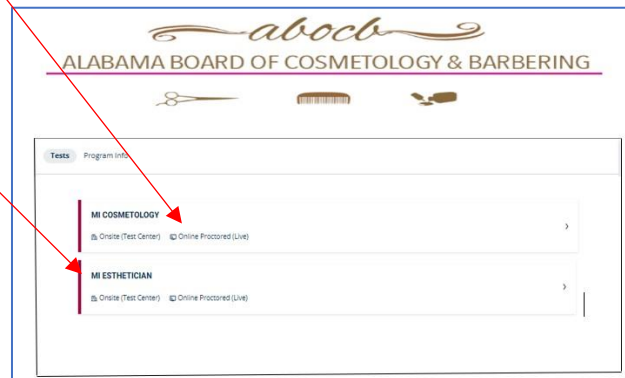 abocb
ALABAMA BOARD OF COSMETOLOGY & BARBERING
Tests Program Info
MI COSMETOLOGY
Onsite (Test Center) Online Proctored (Live)
MI ESTHETICIAN
Onsite (Test Center) Online Proctored (Live)